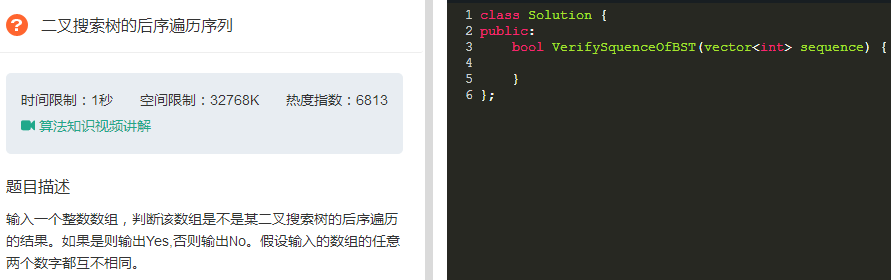 ? 二叉搜索树的后序遍历序列
时间限制：1秒 空间限制：32768K 热度指数：6813
算法知识视频讲解
题目描述
输入一个整数数组，判断该数组是不是某二叉搜索树的后序遍历
的结果。如果是则输出Yes,否则输出No。假设输入的数组的任意
两个数字都互不相同。
1 class Solution {
2 public:
3     bool VerifySquenceOfBST(vector<int> sequence) {
4
5     }
6 };